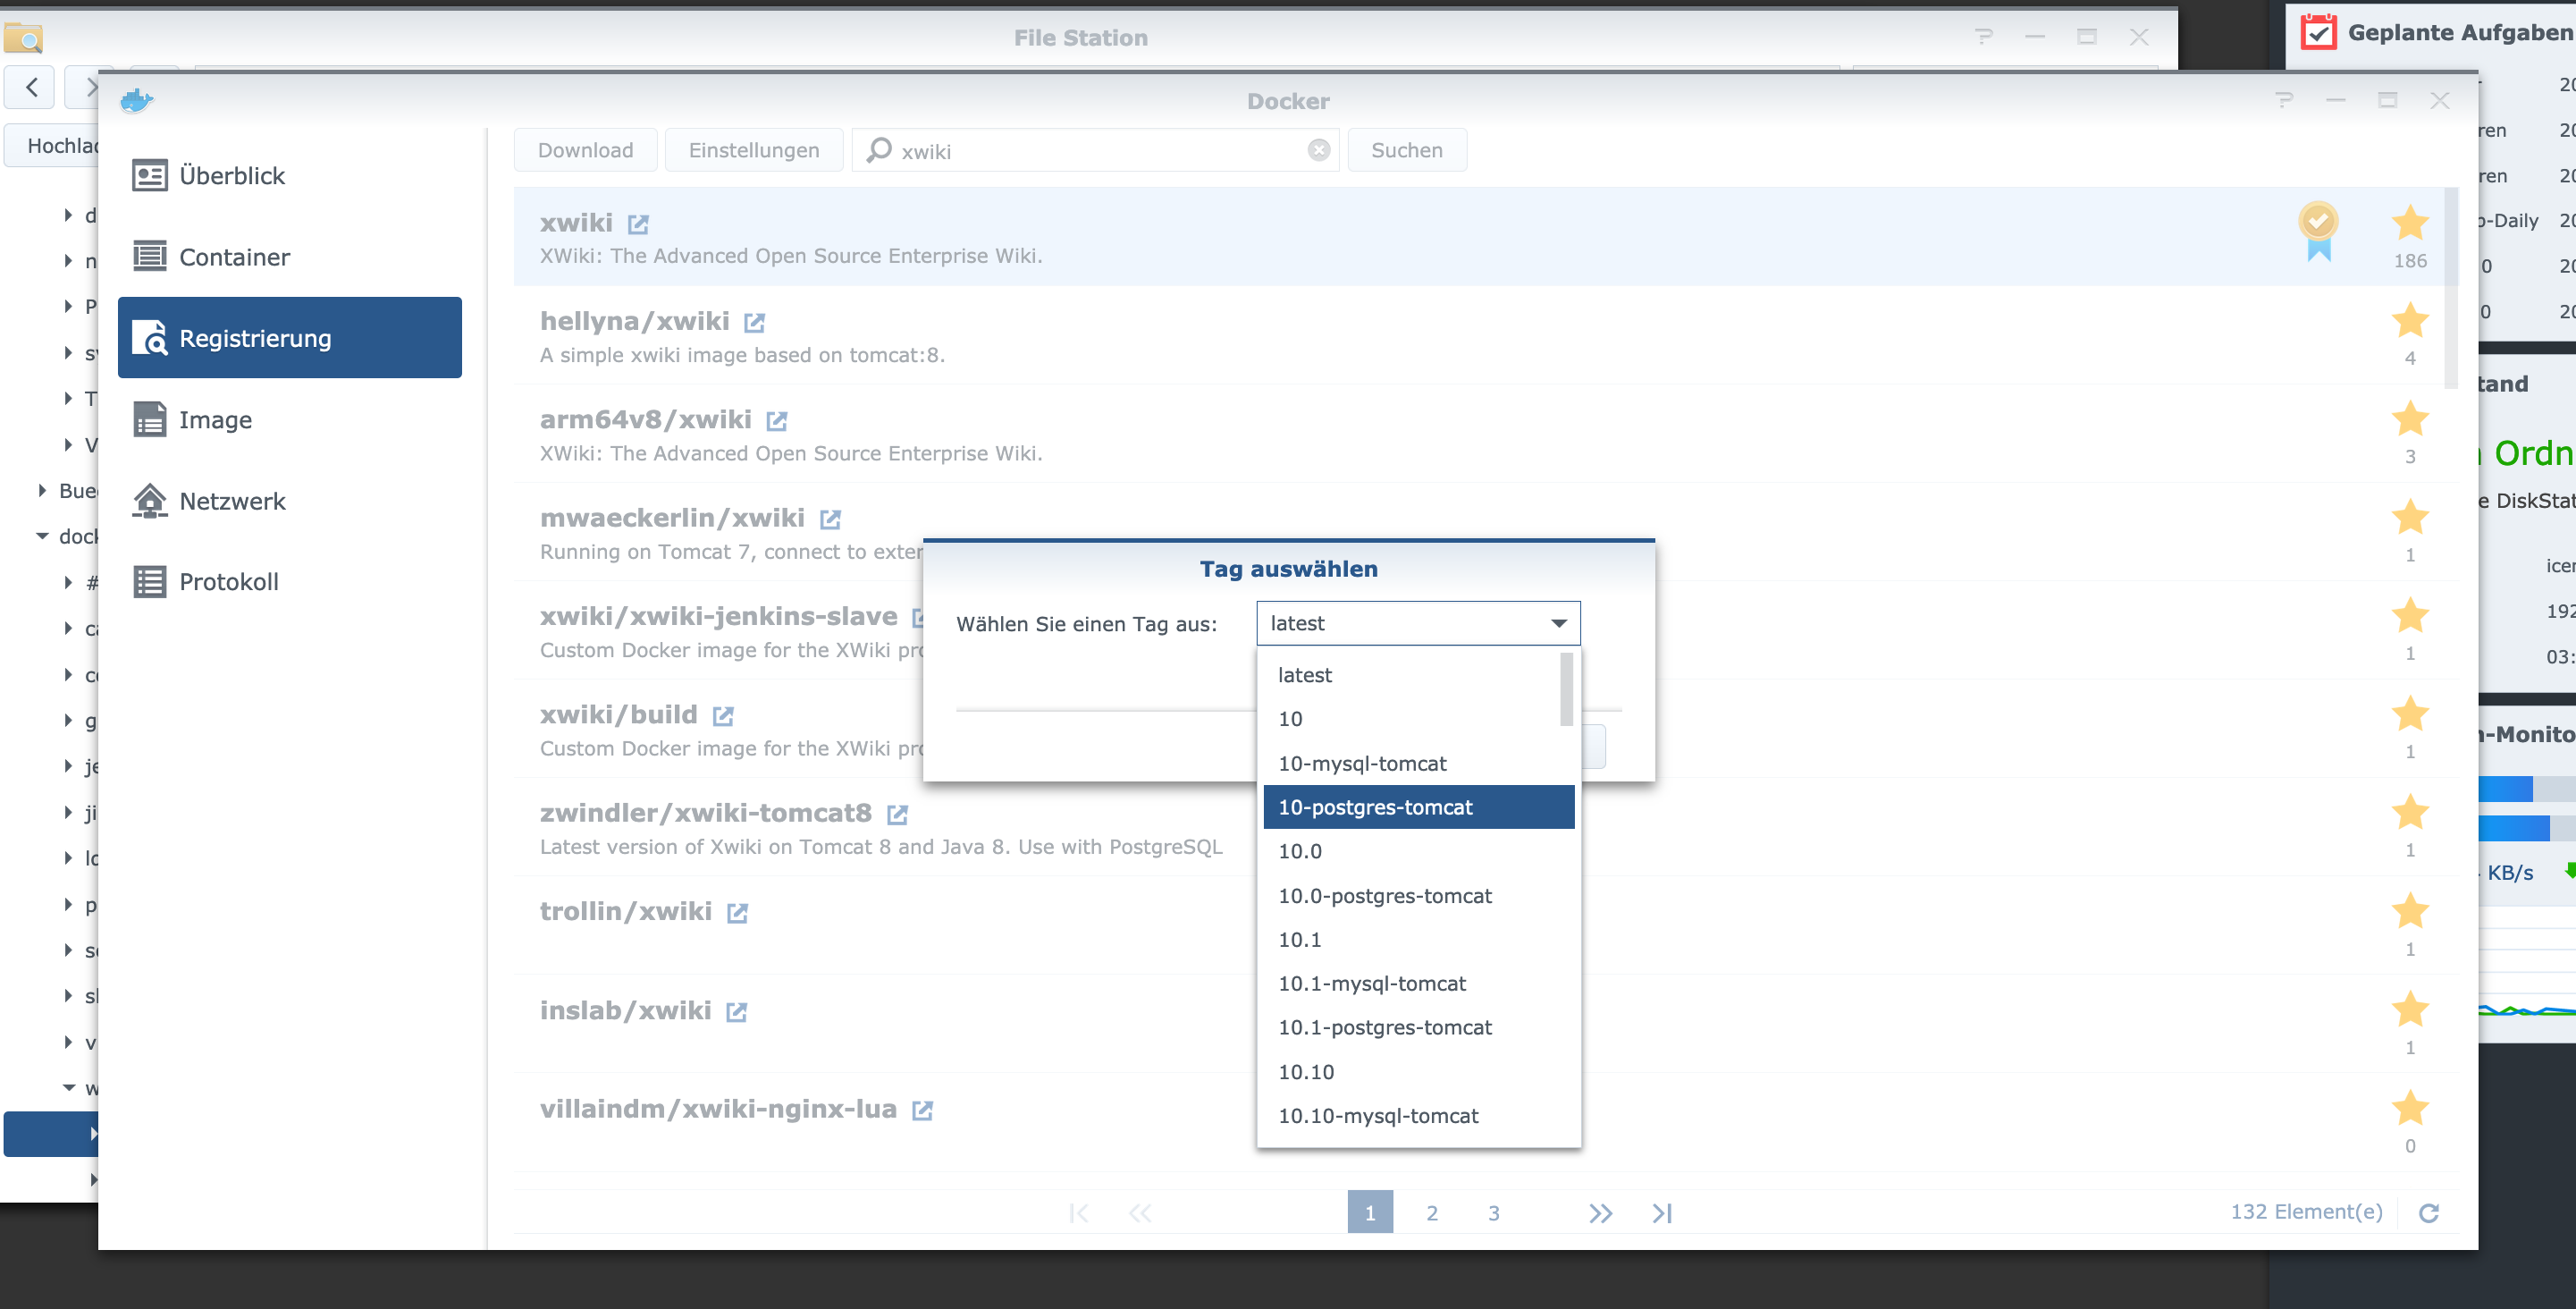 File Station
Geplante Aufgaben
Docker
Hochlad
Überblick
Container
Registrierung
Image
Netzwerk
Protokoll
Download
Einstellungen
xwiki
Suchen
xwiki
XWiki: The Advanced Open Source Enterprise Wiki.
186
hellyna/xwiki
A simple xwiki image based on tomcat:8.
4
arm64v8/xwiki
XWiki: The Advanced Open Source Enterprise Wiki.
3
mwaeckerlin/xwiki
Running on Tomcat 7, connect to exter
1
xwiki/xwiki-jenkins-slave
Custom Docker image for the XWiki pro
1
xwiki/build
Custom Docker image for the XWiki pro
1
zwindler/xwiki-tomcat8
Latest version of Xwiki on Tomcat 8 and Java 8. Use with PostgreSQL
1
trollin/xwiki
1
inslab/xwiki
1
villaindm/xwiki-nginx-lua
0
Tag auswählen
Wählen Sie einen Tag aus:
latest
latest
10
10-mysql-tomcat
10-postgres-tomcat
10.0
10.0-postgres-tomcat
10.1
10.1-mysql-tomcat
10.1-postgres-tomcat
10.10
10.10-mysql-tomcat
1 2 3
132 Element(e)
d
n
P
T
V
Bue
dock
#
g
p
v
w
ren
ren
-Daily
0
0
tand
Ordn
e DiskStat
192
03:
-Monito
KB/s